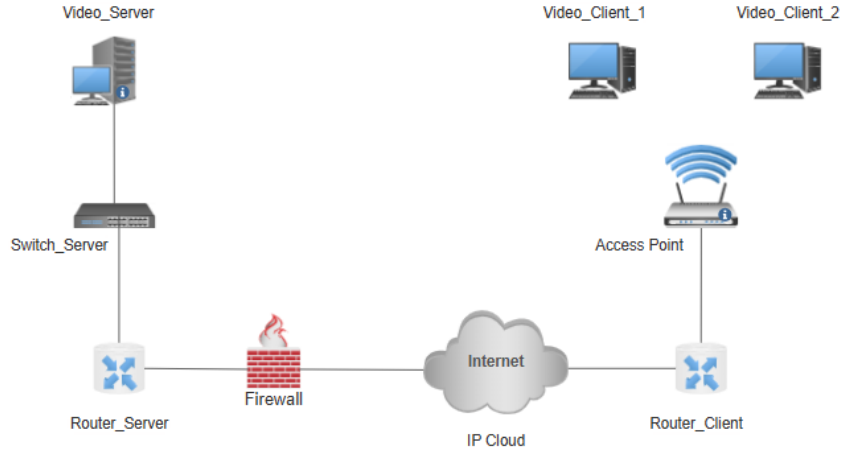 Video_Server
Video_Client_1
Video_Client_2
Switch_Server
Access Point
Internet
Firewall
Router_Server
Router_Client
IP Cloud